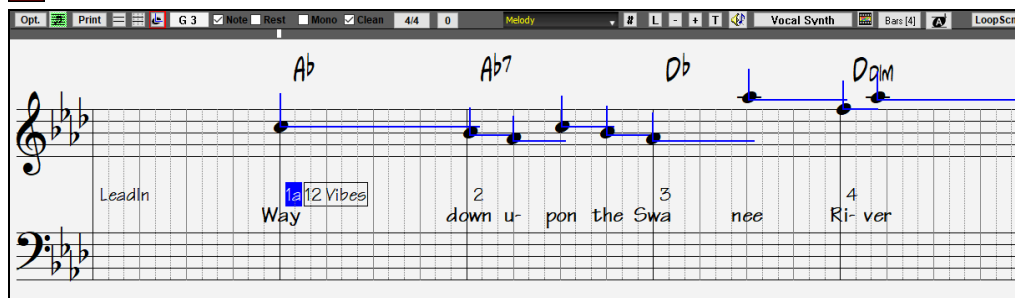 Opt. Print G 3 Note Rest Mono Clean 4/4 0 Melody # L - + T Vocal Synth Bars [4] A LoopScr
Ab Ab7 Db Ddim
LeadIn 1a 12 Vibes 2 3 4
Way down u- pon the Swa nee Ri- ver